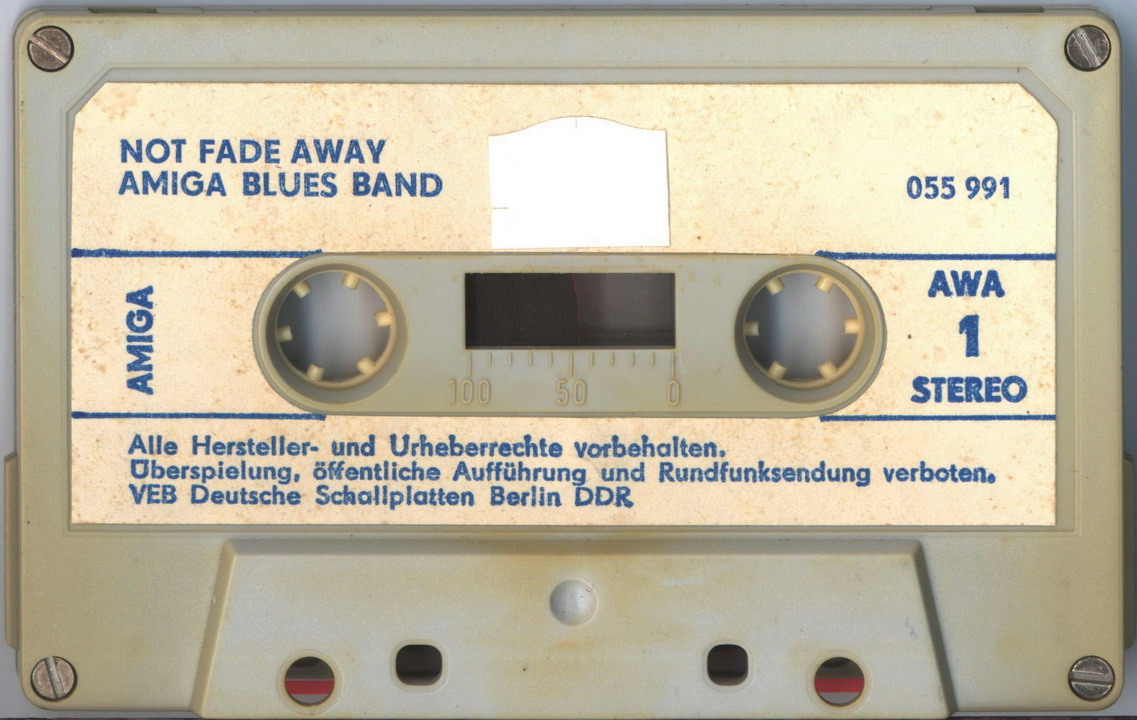 NOT FADE AWAY
AMIGA BLUES BAND
055 991
AMIGA
AWA
1
STEREO
100 50 0
Alle Hersteller- und Urheberrechte vorbehalten.
Überspielung, öffentliche Aufführung und Rundfunksendung verboten.
VEB Deutsche Schallplatten Berlin DDR